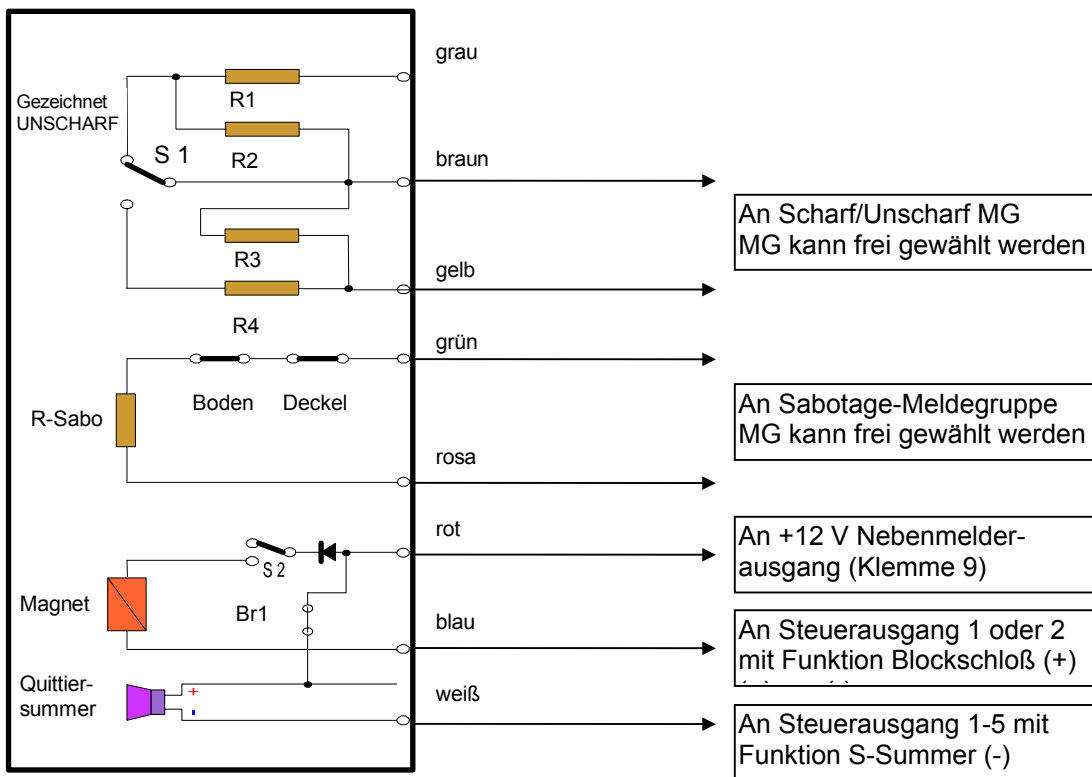 Gezeichnet
UNSCHARF
S 1
R1
R2
R3
R4
R-Sabo
Boden
Deckel
S 2
Magnet
Br1
Quittier-
summer
+
-
grau
braun
gelb
grün
rosa
rot
blau
weiß
An Scharf/Unscharf MG
MG kann frei gewählt werden
An Sabotage-Meldegruppe
MG kann frei gewählt werden
An +12 V Nebenmelder-
ausgang (Klemme 9)
An Steuerausgang 1 oder 2
mit Funktion Blockschloß (+)
An Steuerausgang 1-5 mit
Funktion S-Summer (-)